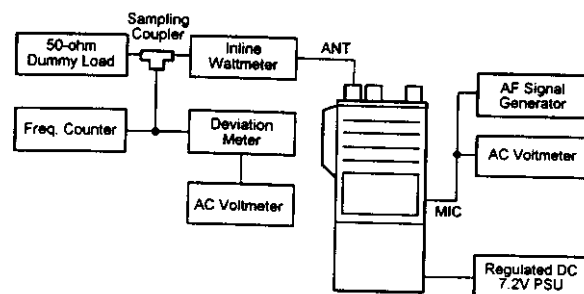 Sampling
Coupler
50-ohm
Dummy Load
Inline
Wattmeter
ANT
AF Signal
Generator
Freq. Counter
Deviation
Meter
AC Voltmeter
AC Voltmeter
MIC
Regulated DC
7.2V PSU